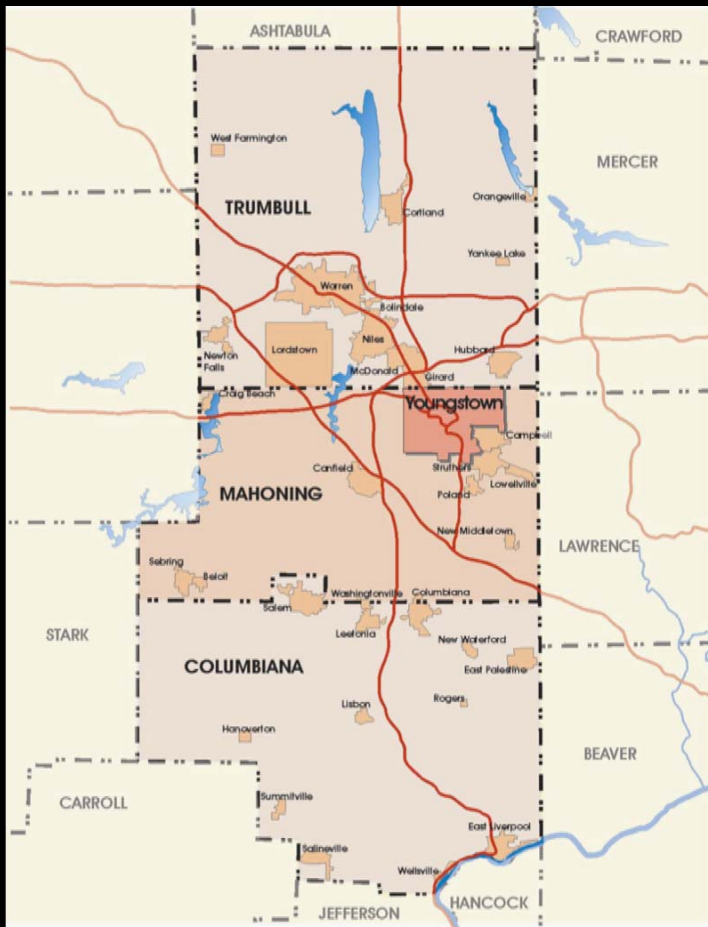 ASHTABULA
CRAWFORD
West Farmington
MERCER
Orangeville
TRUMBULL
Cortland
Yankee Lake
Warren
Bolindale
Niles
Lordstown
Newton
Falls
Hubbard
McDonald
Girard
Craig Beach
Youngstown
Campbell
Canfield
Struthers
Lowellville
MAHONING
Poland
New Middletown
LAWRENCE
Sebring
Beloit
Washingtonville
Columbiana
Salem
STARK
Leetonia
New Waterford
COLUMBIANA
East Palestine
Lisbon
Rogers
Hanoverton
BEAVER
CARROLL
Summitville
East Liverpool
Salineville
Wellsville
HANCOCK
JEFFERSON